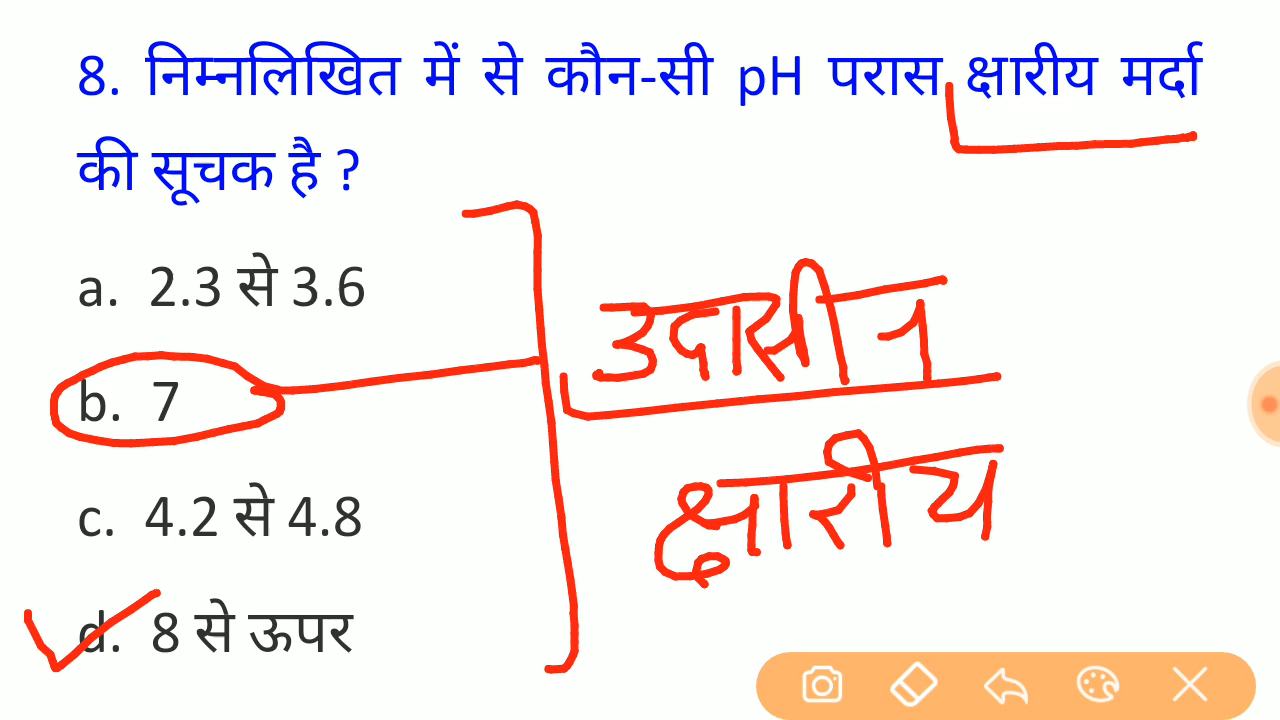 8. निम्नलिखित में से कौन-सी pH परास क्षारीय मर्दा
की सूचक है ?
a. 2.3 से 3.6
उदासीन
b. 7
क्षारीय
c. 4.2 से 4.8
d. 8 से ऊपर